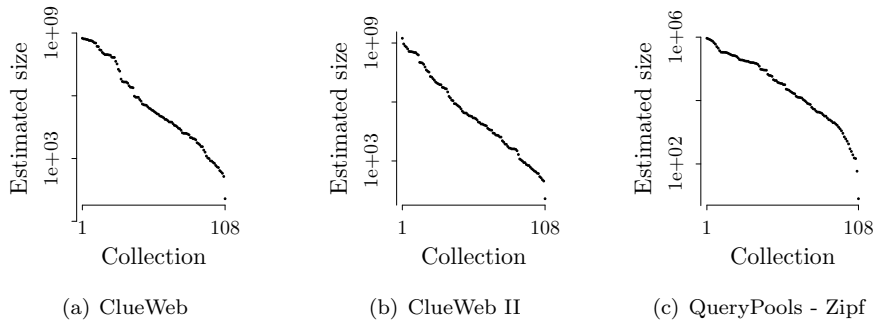 Estimated size
1e+03
1e+09
1
108
Collection
(a) ClueWeb
Estimated size
1e+03
1e+09
1
108
Collection
(b) ClueWeb II
Estimated size
1e+02
1e+06
1
108
Collection
(c) QueryPools - Zipf